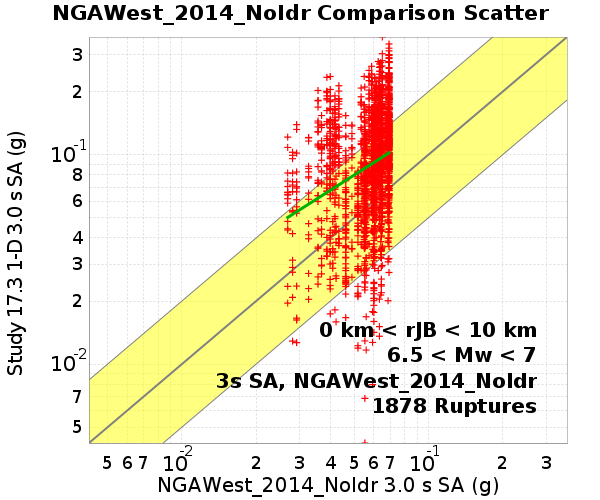 NGAWest_2014_NoIdr Comparison Scatter
Study 17.3 1-D 3.0 s SA (g)
3
2
10-1
8
6
4
3
2
10-2
7
5
0 km < rJB < 10 km
6.5 < Mw < 7
3s SA, NGAWest_2014_NoIdr
1878 Ruptures
5 6 7 10-2 2 3 4 5 6 7 10-1 2 3
NGAWest_2014_NoIdr 3.0 s SA (g)